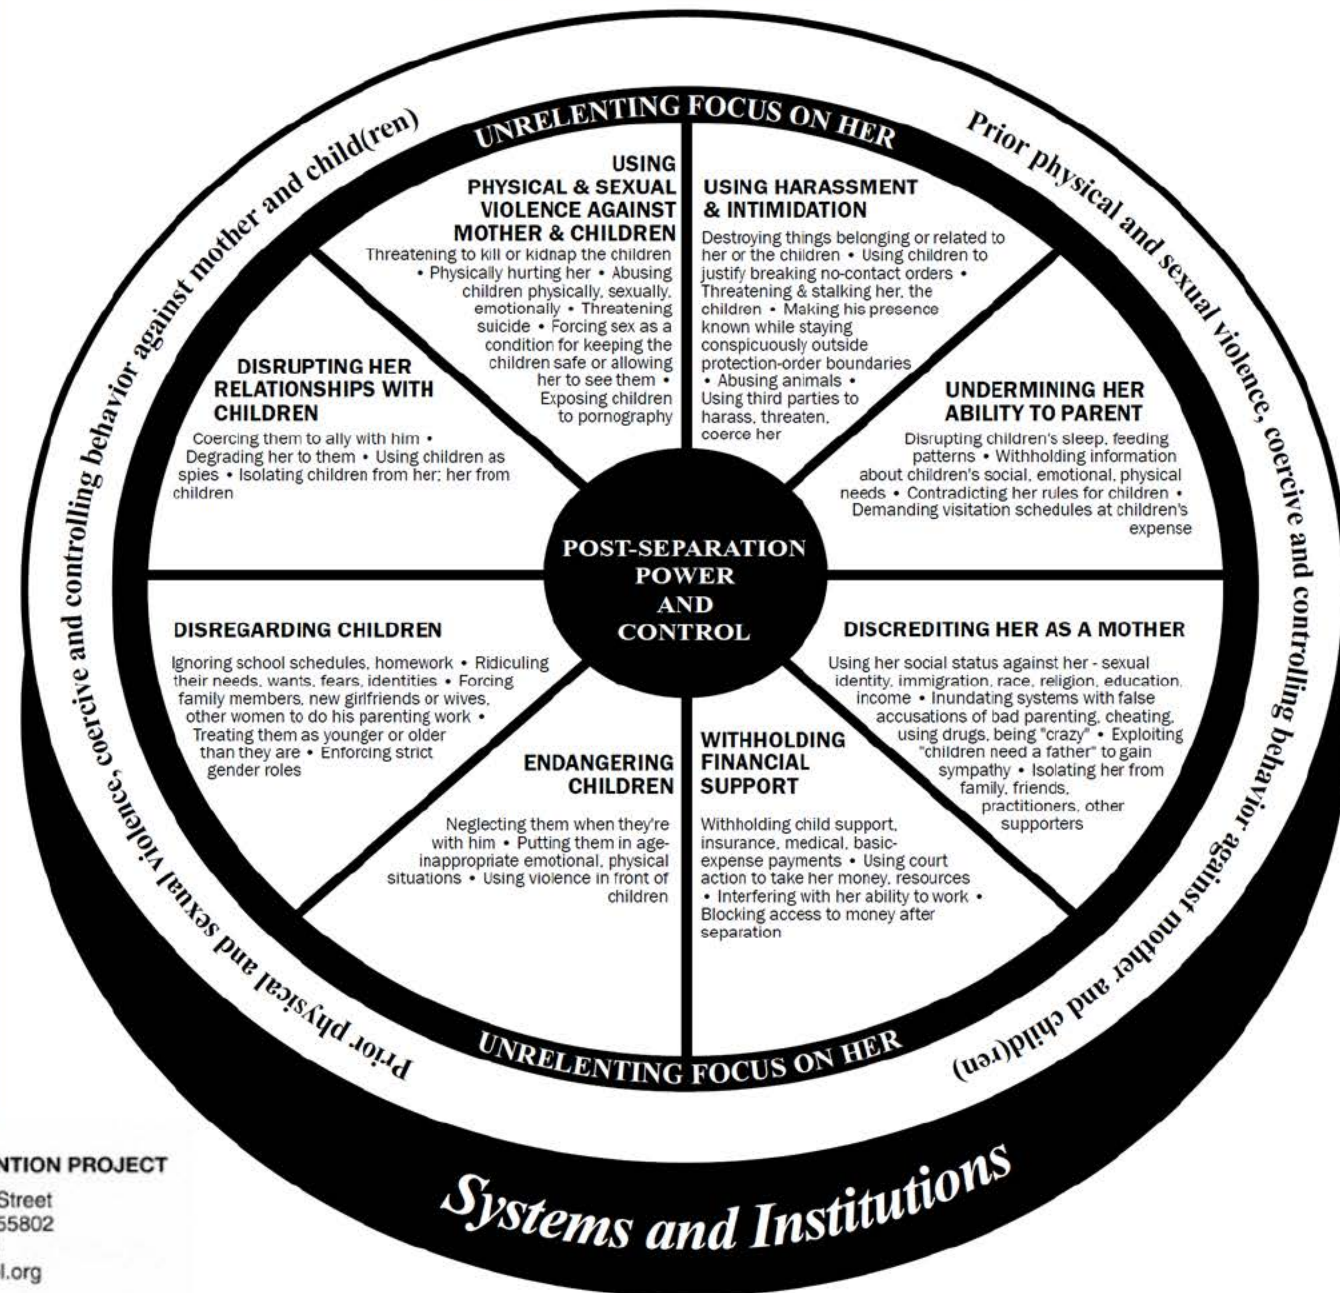 UNRELENTING FOCUS ON HER
Prior physical and sexual violence, coercive and controlling behavior against mother and child(ren)
Prior physical and sexual violence, coercive and controlling behavior against mother and child(ren)
USING
PHYSICAL & SEXUAL
VIOLENCE AGAINST
MOTHER & CHILDREN
Threatening to kill or kidnap the children
• Physically hurting her • Abusing
children physically, sexually,
emotionally • Threatening
suicide • Forcing sex as a
condition for keeping the
children safe or allowing
her to see them •
Exposing children
to pornography
USING HARASSMENT
& INTIMIDATION
Destroying things belonging or related to
her or the children • Using children to
justify breaking no-contact orders •
Threatening & stalking her, the
children • Making his presence
known while staying
conspicuously outside
protection-order boundaries
• Abusing animals •
Using third parties to
harass, threaten,
coerce her
DISRUPTING HER
RELATIONSHIPS WITH
CHILDREN
Coercing them to ally with him •
Degrading her to them • Using children as
spies • Isolating children from her; her from
children
UNDERMINING HER
ABILITY TO PARENT
Disrupting children's sleep, feeding
patterns • Withholding information
about children's social, emotional, physical
needs • Contradicting her rules for children •
Demanding visitation schedules at children's
expense
POST-SEPARATION
POWER
AND
CONTROL
DISREGARDING CHILDREN
Ignoring school schedules, homework • Ridiculing
their needs, wants, fears, identities • Forcing
family members, new girlfriends or wives,
other women to do his parenting work •
Treating them as younger or older
than they are • Enforcing strict
gender roles
DISCREDITING HER AS A MOTHER
Using her social status against her - sexual
identity, immigration, race, religion, education,
income • Inundating systems with false
accusations of bad parenting, cheating,
using drugs, being "crazy" • Exploiting
"children need a father" to gain
sympathy • Isolating her from
family, friends,
practitioners, other
supporters
ENDANGERING
CHILDREN
Neglecting them when they're
with him • Putting them in age-
inappropriate emotional, physical
situations • Using violence in front of
children
WITHHOLDING
FINANCIAL
SUPPORT
Withholding child support,
insurance, medical, basic-
expense payments • Using court
action to take her money, resources
• Interfering with her ability to work •
Blocking access to money after
separation
UNRELENTING FOCUS ON HER
Systems and Institutions
NTION PROJECT
Street
55802
l.org